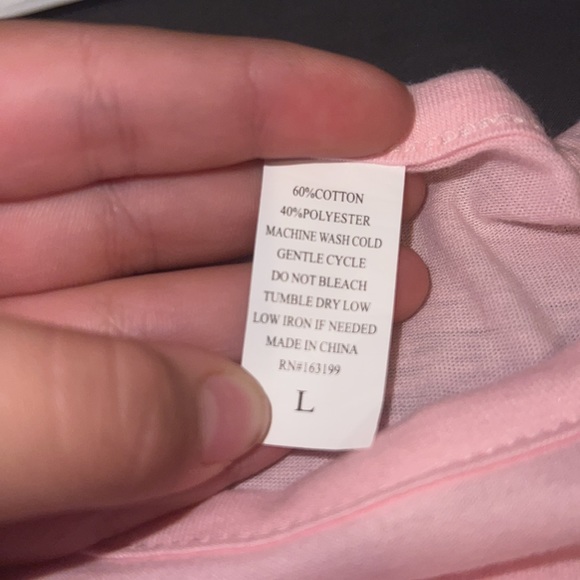 60%COTTON
40%POLYESTER
MACHINE WASH COLD
GENTLE CYCLE
DO NOT BLEACH
TUMBLE DRY LOW
LOW IRON IF NEEDED
MADE IN CHINA
RN#163199
L